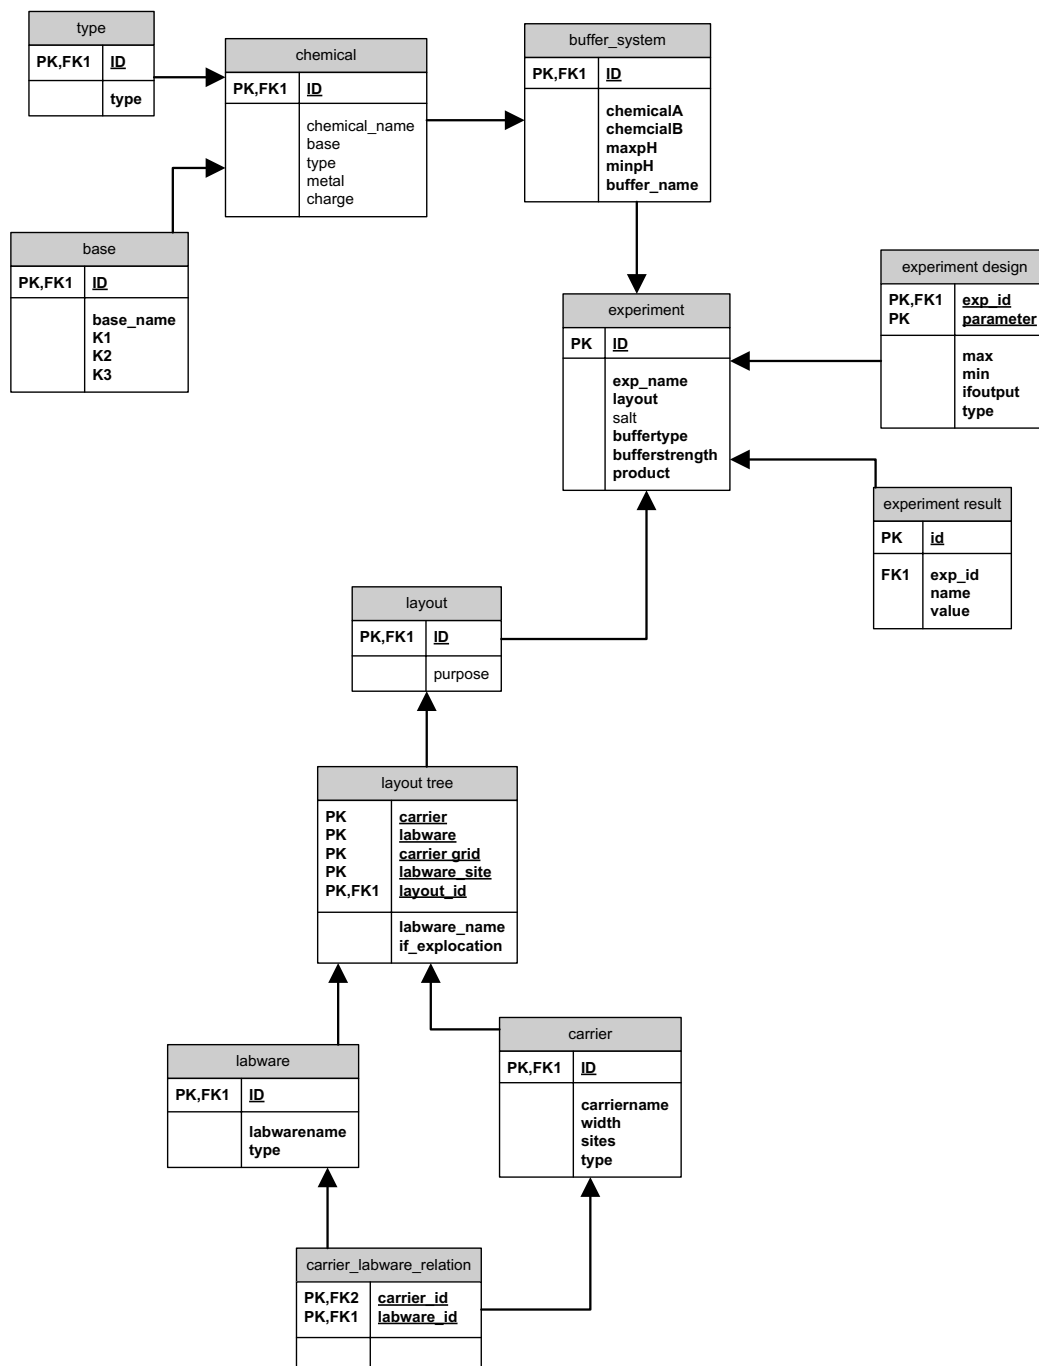 type
PK,FK1 ID
type
chemical
PK,FK1 ID
chemical_name
base
type
metal
charge
buffer_system
PK,FK1 ID
chemicalA
chemcialB
maxpH
minpH
buffer_name
base
PK,FK1 ID
base_name
K1
K2
K3
experiment
PK ID
exp_name
layout
salt
buffertype
bufferstrength
product
experiment design
PK,FK1 exp_id
PK parameter
max
min
ifoutput
type
experiment result
PK id
FK1 exp_id
name
value
layout
PK,FK1 ID
purpose
layout tree
PK carrier
PK labware
PK carrier grid
PK labware_site
PK,FK1 layout_id
labware_name
if_explocation
labware
PK,FK1 ID
labwarename
type
carrier
PK,FK1 ID
carriername
width
sites
type
carrier_labware_relation
PK,FK2 carrier_id
PK,FK1 labware_id